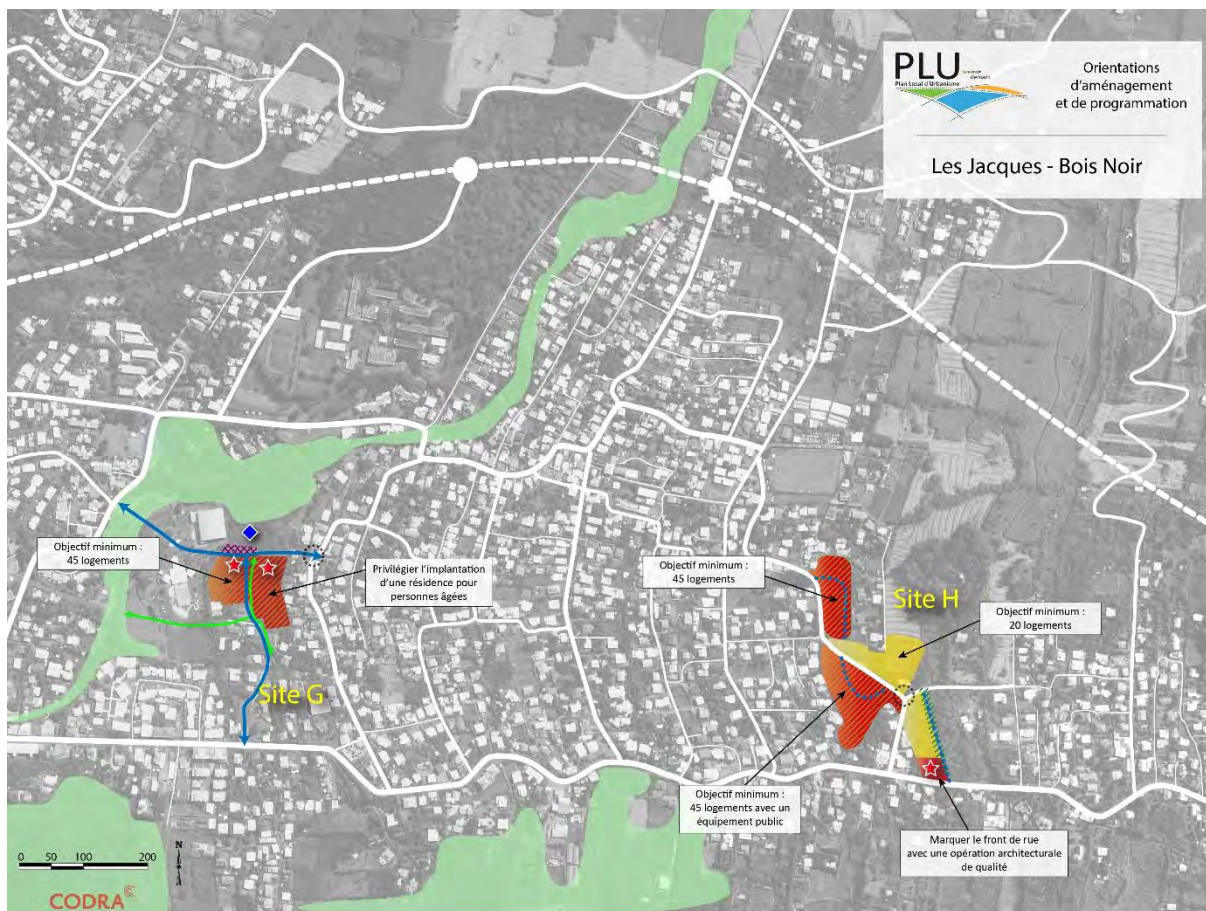 PLU
Plan Local d'Urbanisme
demain
Orientations
d'aménagement
et de programmation
Les Jacques - Bois Noir
Objectif minimum :
45 logements
Privilégier l'implantation
d'une résidence pour
personnes âgées
Site G
Objectif minimum :
45 logements
Site H
Objectif minimum :
20 logements
Objectif minimum :
45 logements avec un
équipement public
Marquer le front de rue
avec une opération architecturale
de qualité
0 50 100 200
N
CODRA